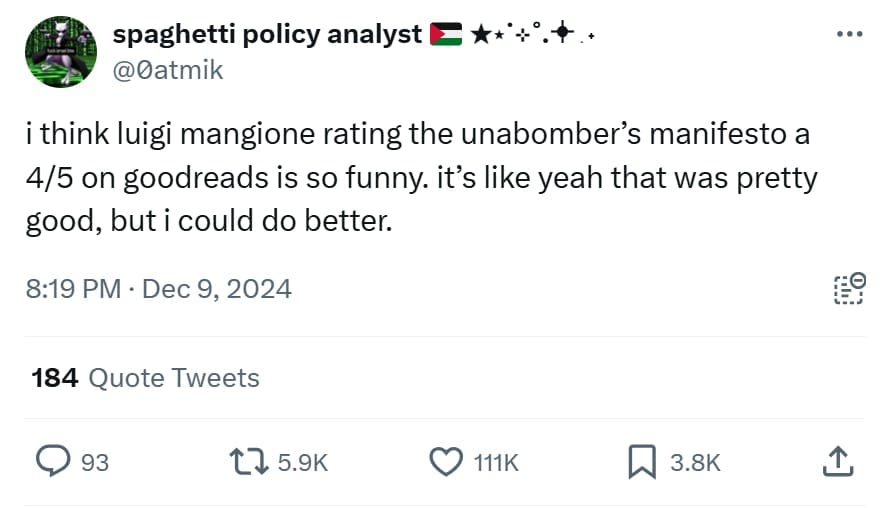 spaghetti policy analyst 🇵🇸 ★⋆˙⊹°.✦ . ˖
@0atmik
i think luigi mangione rating the unabomber’s manifesto a
4/5 on goodreads is so funny. it’s like yeah that was pretty
good, but i could do better.
8:19 PM · Dec 9, 2024
184 Quote Tweets
93 5.9K 111K 3.8K